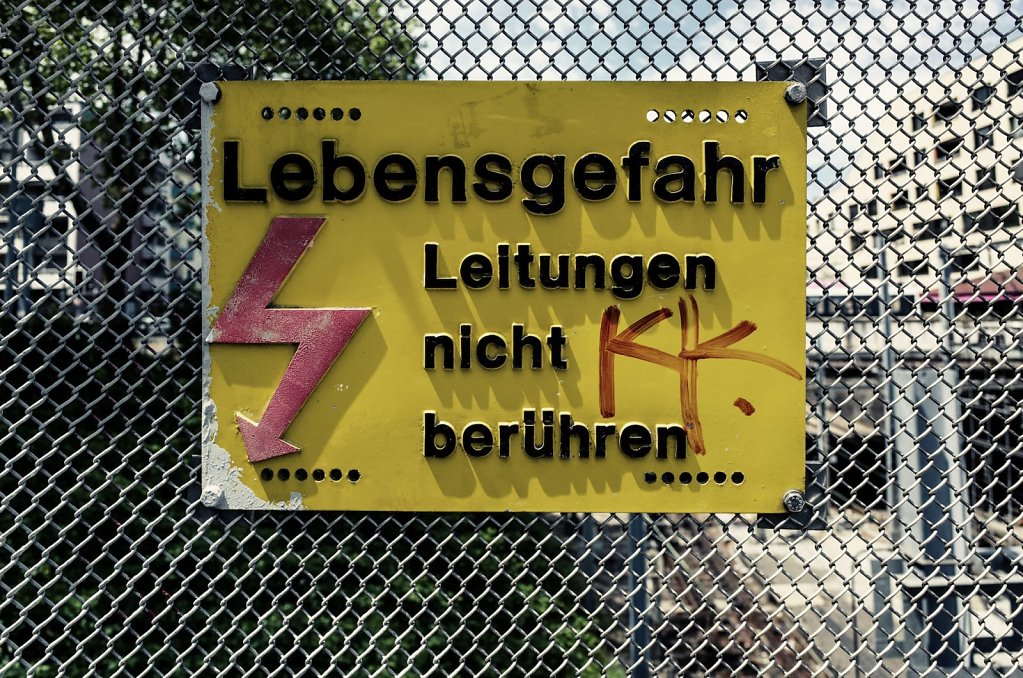 Lebensgefahr
Leitungen
nicht
berühren
KK.